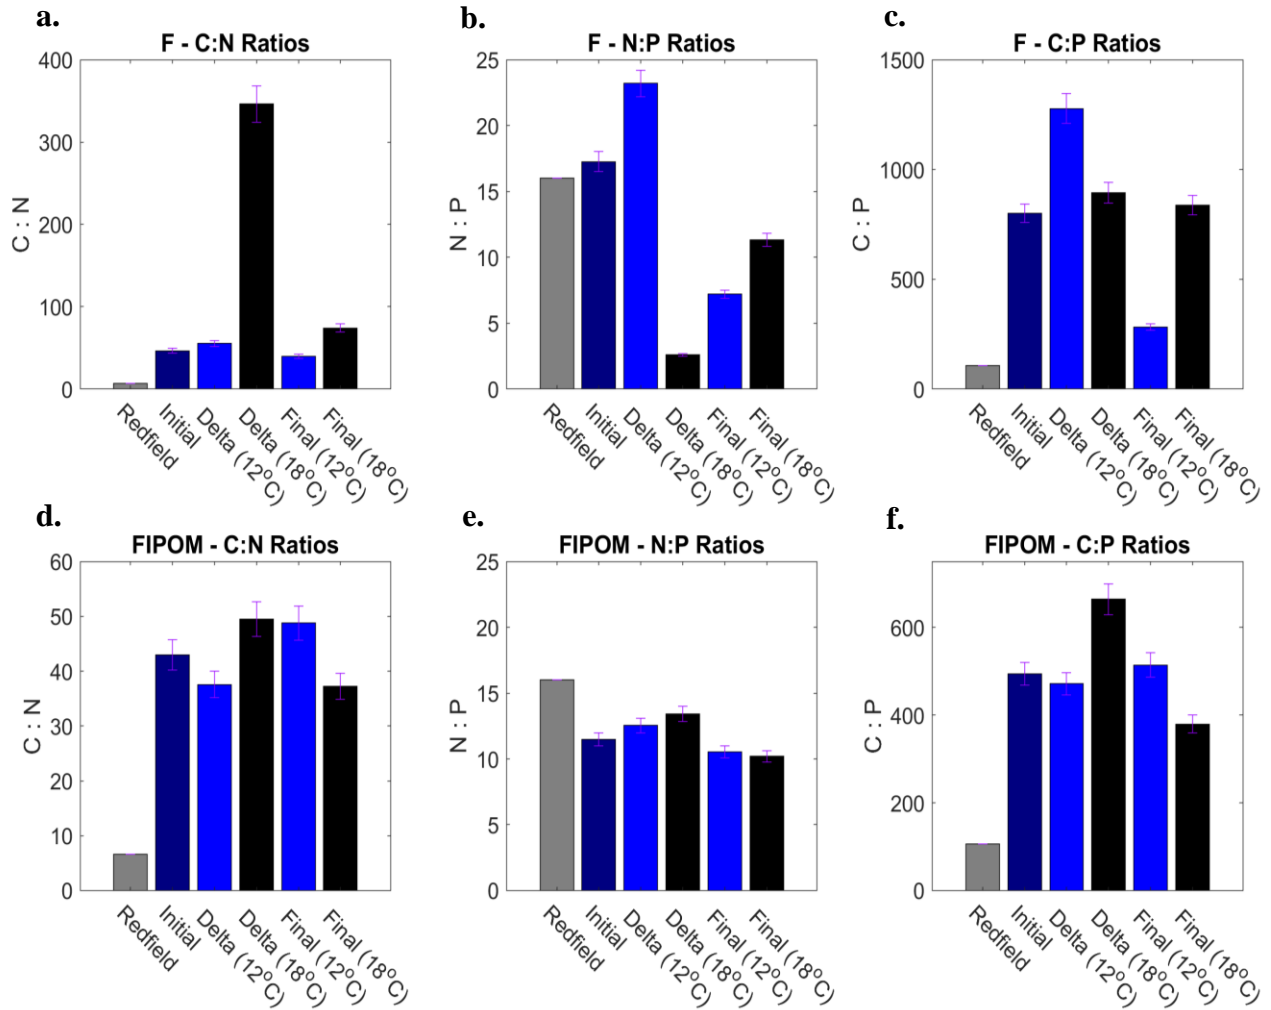 a.
F - C:N Ratios
400
300
200
100
0
C : N
Redfield
Initial
Delta (12°C)
Delta (18°C)
Final (12°C)
Final (18°C)
b.
F - N:P Ratios
25
20
15
10
5
0
N : P
Redfield
Initial
Delta (12°C)
Delta (18°C)
Final (12°C)
Final (18°C)
c.
F - C:P Ratios
1500
1000
500
0
C : P
Redfield
Initial
Delta (12°C)
Delta (18°C)
Final (12°C)
Final (18°C)
d.
FIPOM - C:N Ratios
60
50
40
30
20
10
0
C : N
Redfield
Initial
Delta (12°C)
Delta (18°C)
Final (12°C)
Final (18°C)
e.
FIPOM - N:P Ratios
25
20
15
10
5
0
N : P
Redfield
Initial
Delta (12°C)
Delta (18°C)
Final (12°C)
Final (18°C)
f.
FIPOM - C:P Ratios
600
400
200
0
C : P
Redfield
Initial
Delta (12°C)
Delta (18°C)
Final (12°C)
Final (18°C)